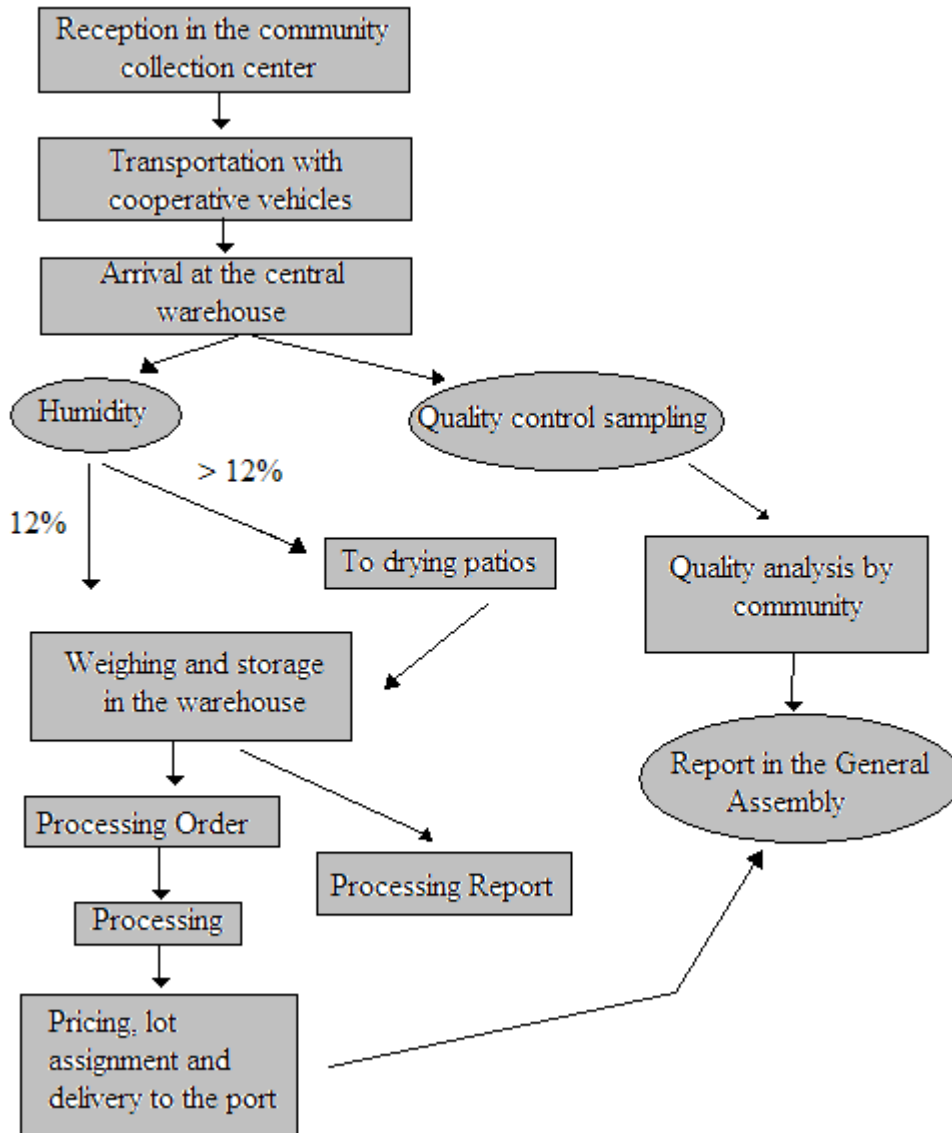 Reception in the community
collection center
Transportation with
cooperative vehicles
Arrival at the central
warehouse
Humidity
Quality control sampling
> 12%
12%
To drying patios
Quality analysis by
community
Weighing and storage
in the warehouse
Report in the General
Assembly
Processing Order
Processing Report
Processing
Pricing, lot
assignment and
delivery to the port